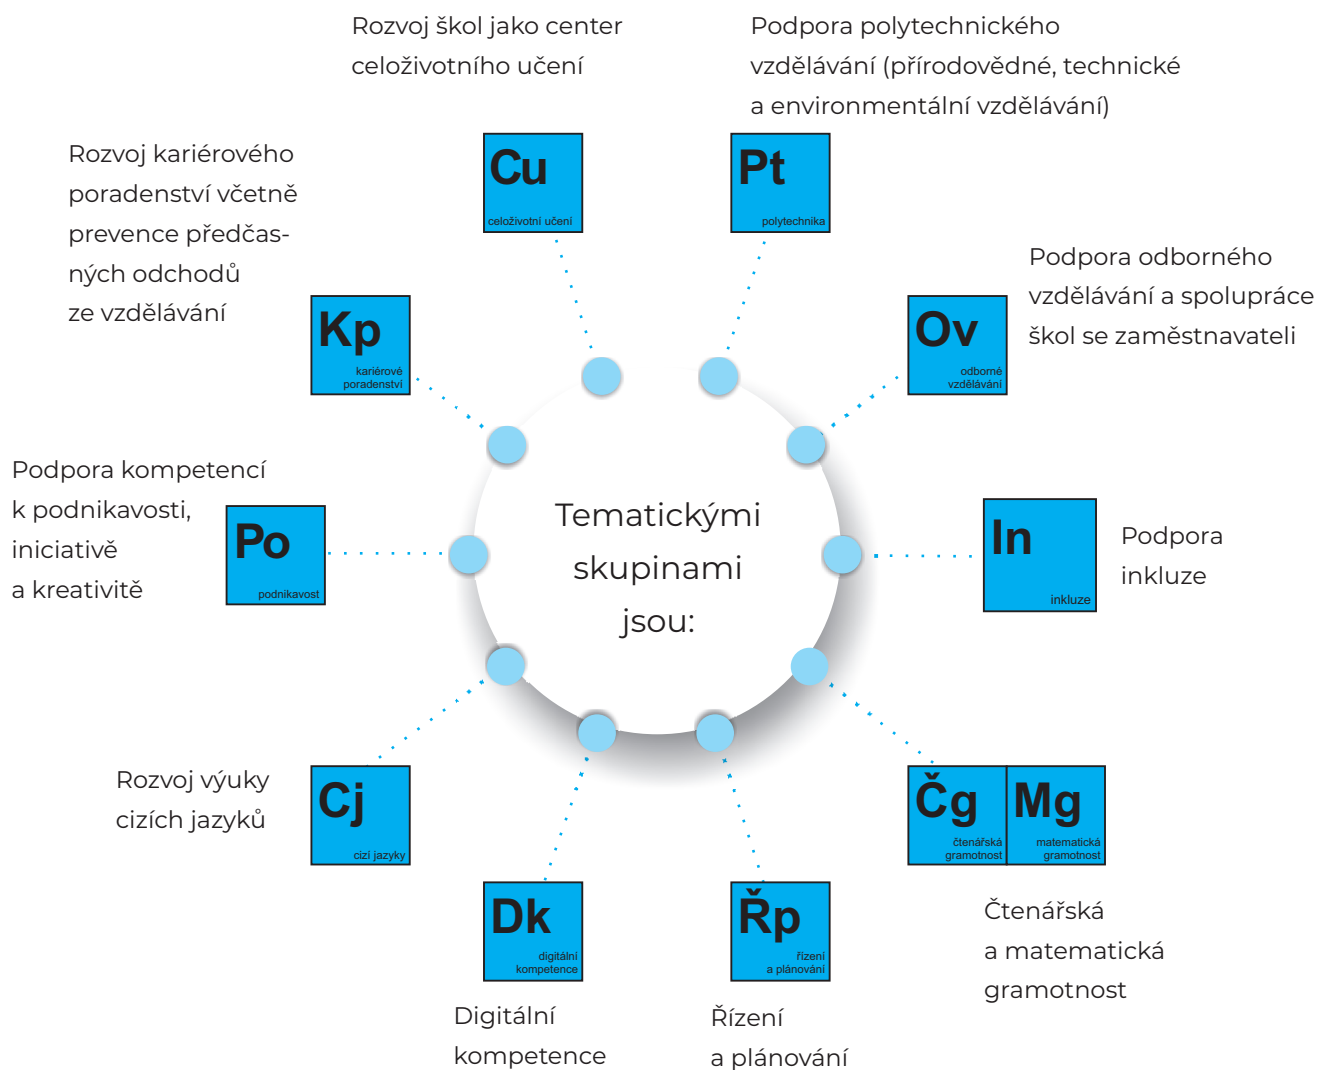 Rozvoj škol jako center
celoživotního učení
Podpora polytechnického
vzdělávání (přírodovědné, technické
a environmentální vzdělávání)
Cu
celoživotní učení
Pt
polytechnika
Rozvoj kariérového
poradenství včetně
prevence předčas-
ných odchodů
ze vzdělávání
Kp
kariérové
poradenství
Podpora odborného
vzdělávání a spolupráce
škol se zaměstnavateli
Ov
odborné
vzdělávání
Podpora kompetencí
k podnikavosti,
iniciativě
a kreativitě
Po
podnikavost
Tematickými
skupinami
jsou:
In
inkluze
Podpora
inkluze
Rozvoj výuky
cizích jazyků
Cj
cizí jazyky
Čg
čtenářská
gramotnost
Mg
matematická
gramotnost
Čtenářská
a matematická
gramotnost
Dk
digitální
kompetence
Digitální
kompetence
Řp
řízení
a plánování
Řízení
a plánování